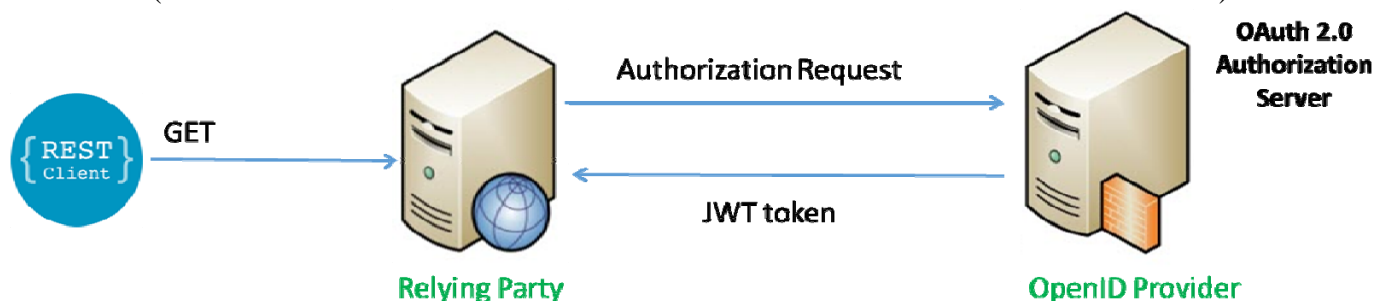 OAuth 2.0
Authorization
Server
Authorization Request
GET
{REST
Client}
JWT token
Relying Party
OpenID Provider